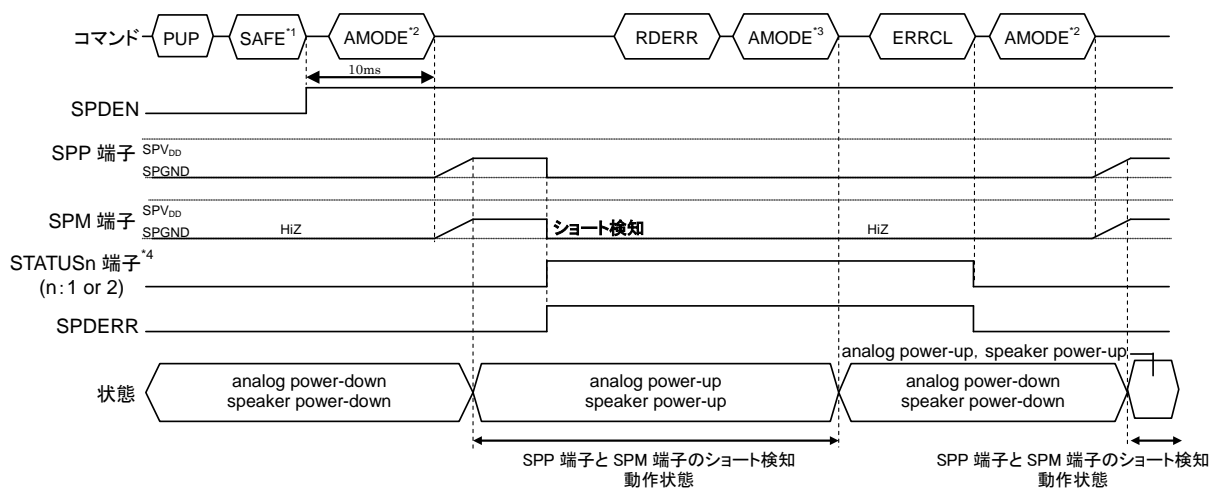 コマンド PUP SAFE*1 AMODE*2 RDERR AMODE*3 ERRCL AMODE*2
10ms
SPDEN
SPP 端子 SPVDD
SPGND
SPM 端子 SPVDD
SPGND HiZ ショート検知 HiZ
STATUSn 端子*4
(n：1 or 2)
SPDERR
analog power-up, speaker power-up
状態 analog power-down analog power-up analog power-down
speaker power-down speaker power-up speaker power-down
SPP 端子と SPM 端子のショート検知 SPP 端子と SPM 端子のショート検知
動作状態 動作状態